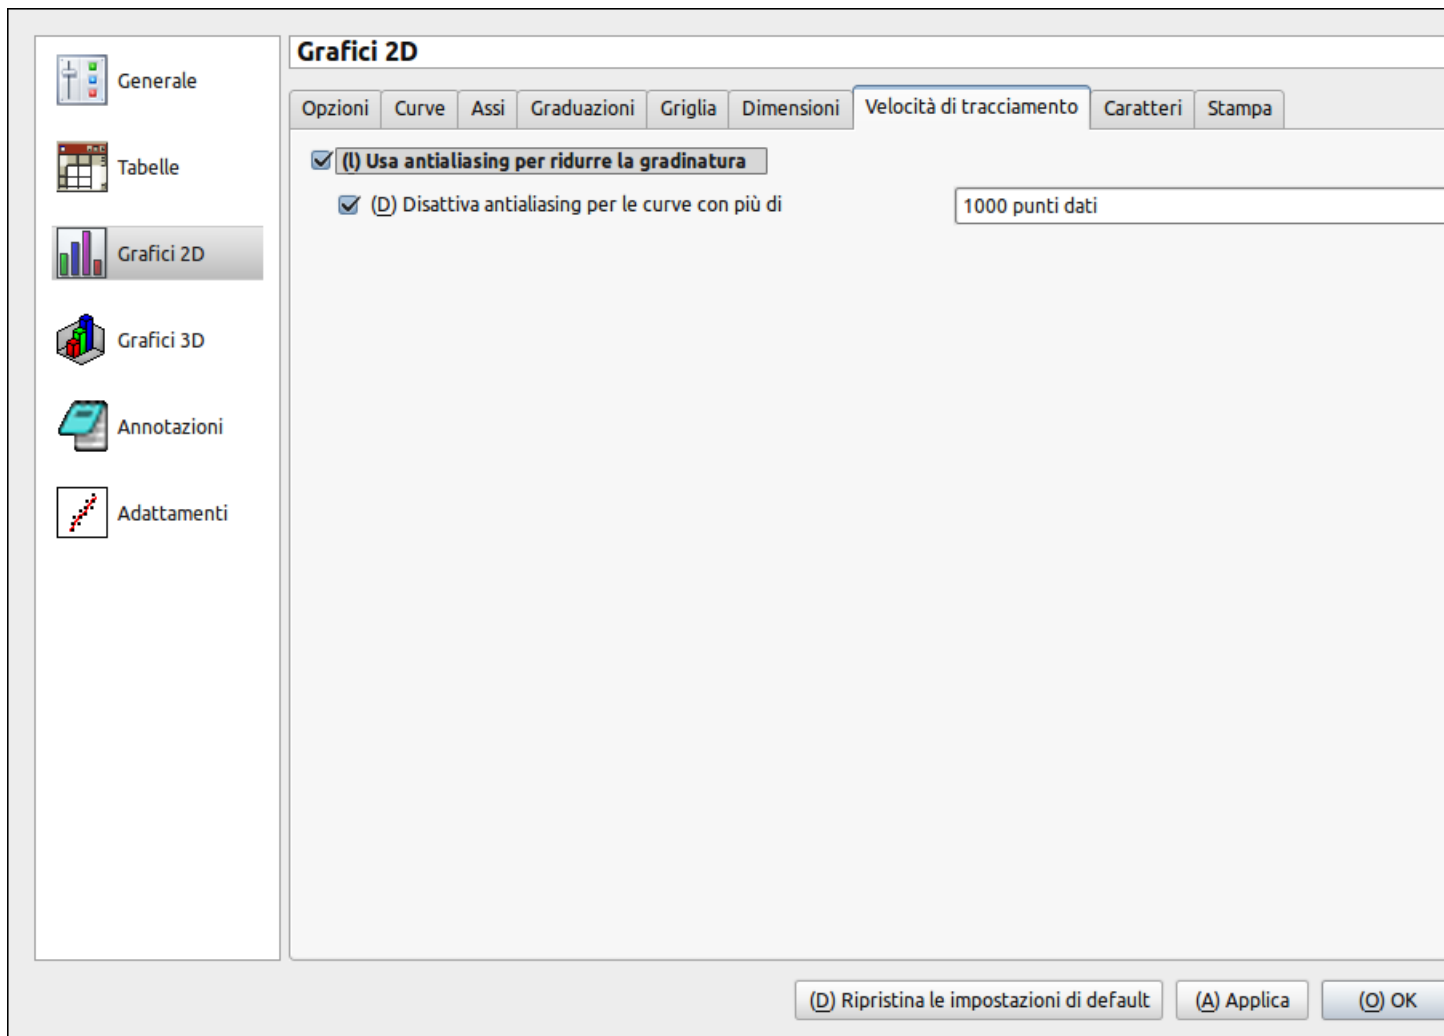 Generale
Tabelle
Grafici 2D
Grafici 3D
Annotazioni
Adattamenti
Grafici 2D
Opzioni Curve Assi Graduazioni Griglia Dimensioni Velocità di tracciamento Caratteri Stampa
(l) Usa antialiasing per ridurre la gradinatura
(D) Disattiva antialiasing per le curve con più di 1000 punti dati
(D) Ripristina le impostazioni di default (A) Applica (O) OK